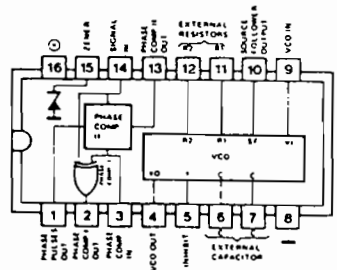 +
ZENER
SIGNAL IN
PHASE COMP II OUT
EXTERNAL RESISTORS
R2 R1
SOURCE FOLLOWER OUTPUT
VCO IN
16 15 14 13 12 11 10 9
PHASE COMP II
R2 R1 SF VI
VCO
VO I C C
PHASE COMP I
1 2 3 4 5 6 7 8
PHASE PULSES OUT
PHASE COMP I OUT
PHASE COMP IN
VCO OUT
INHIBIT
EXTERNAL CAPACITOR